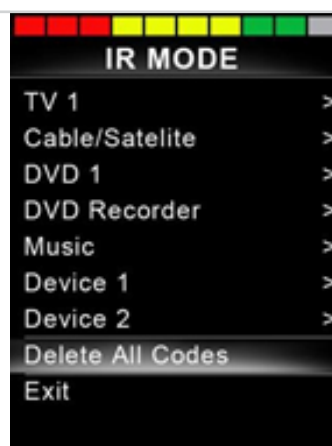 IR MODE
TV 1 >
Cable/Satelite >
DVD 1 >
DVD Recorder >
Music >
Device 1 >
Device 2 >
Delete All Codes
Exit